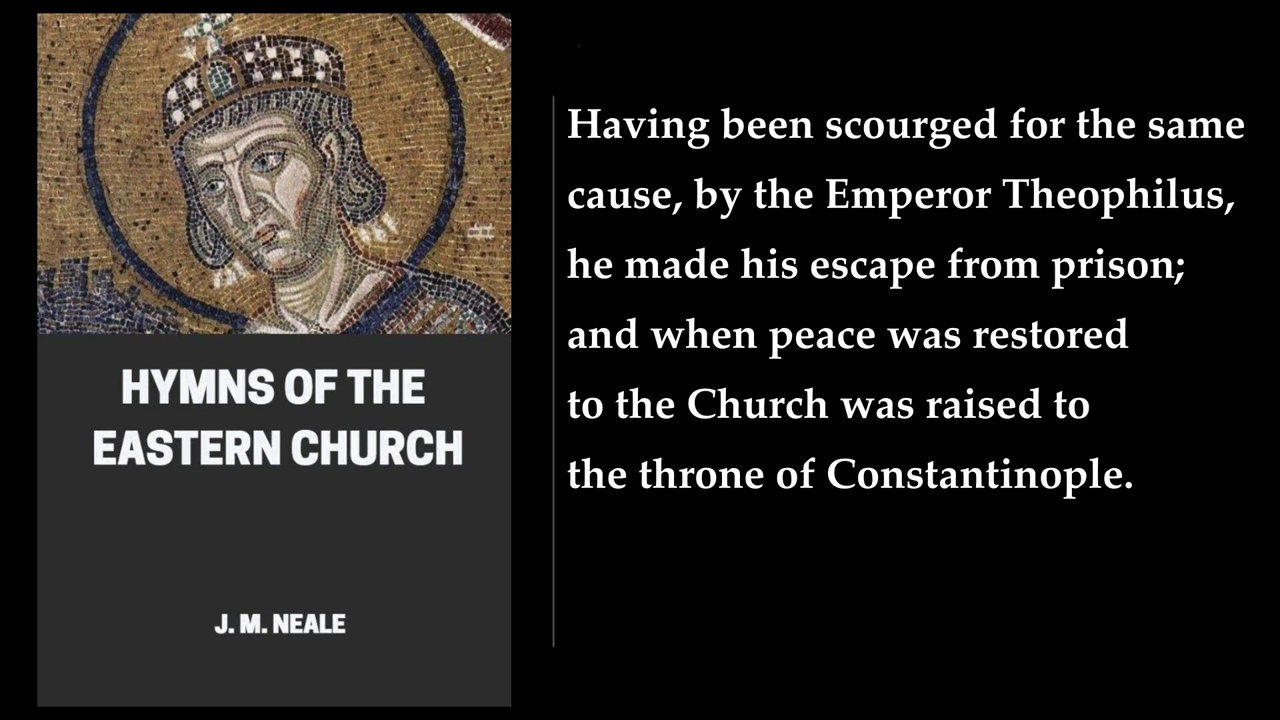 HYMNS OF THE
EASTERN CHURCH
J. M. NEALE
Having been scourged for the same
cause, by the Emperor Theophilus,
he made his escape from prison;
and when peace was restored
to the Church was raised to
the throne of Constantinople.